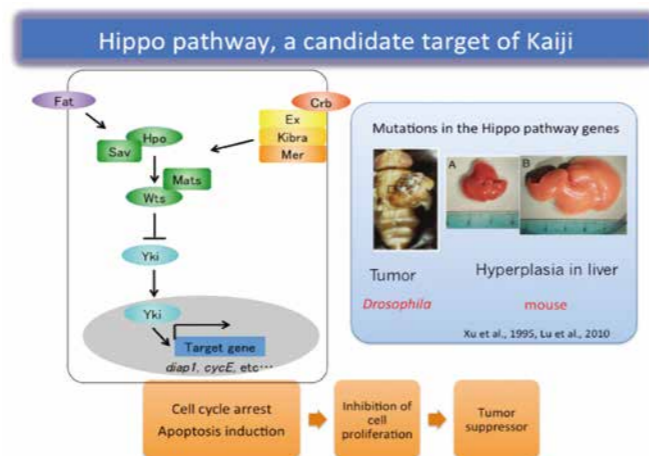 Hippo pathway, a candidate target of Kaiji
Fat
Crb
Ex
Kibra
Mer
Hpo
Sav
Mats
Wts
Yki
Yki
Target gene
diap1, cycE, etc…
Mutations in the Hippo pathway genes
A
B
Tumor
Hyperplasia in liver
Drosophila
mouse
Xu et al., 1995, Lu et al., 2010
Cell cycle arrest
Apoptosis induction
Inhibition of
cell
proliferation
Tumor
suppressor